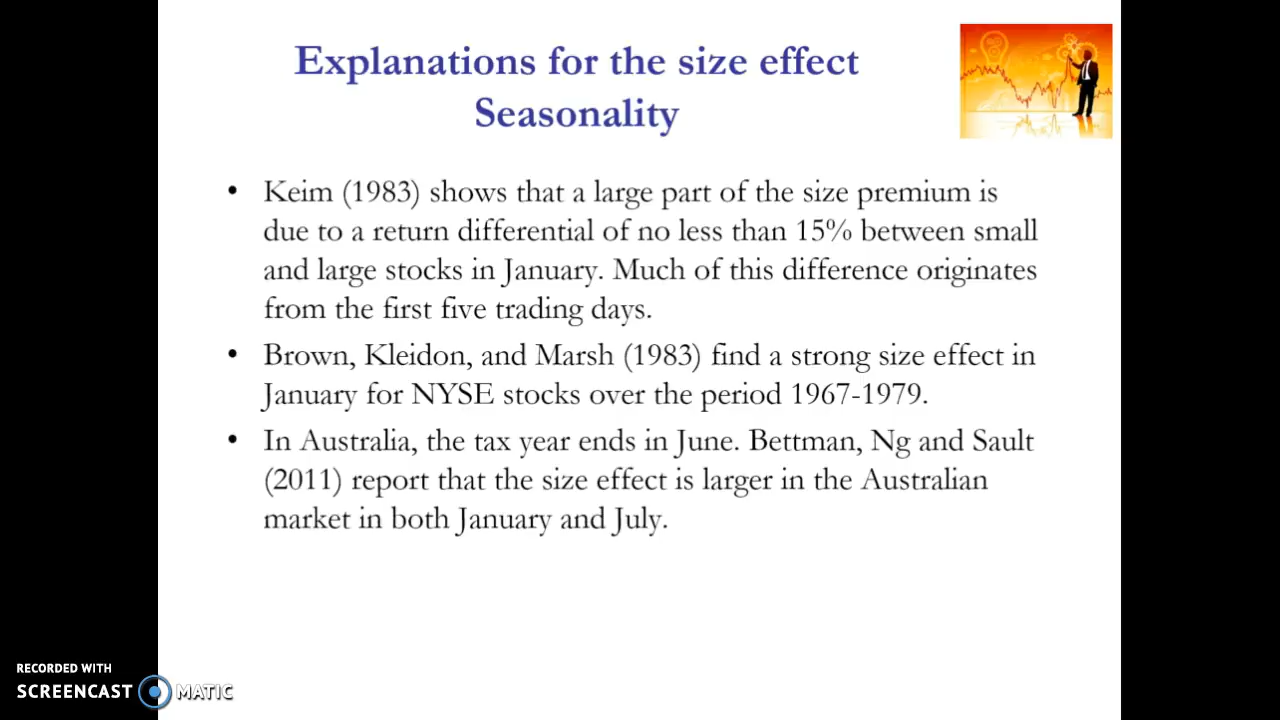 Explanations for the size effect
Seasonality
• Keim (1983) shows that a large part of the size premium is
due to a return differential of no less than 15% between small
and large stocks in January. Much of this difference originates
from the first five trading days.
• Brown, Kleidon, and Marsh (1983) find a strong size effect in
January for NYSE stocks over the period 1967-1979.
• In Australia, the tax year ends in June. Bettman, Ng and Sault
(2011) report that the size effect is larger in the Australian
market in both January and July.
RECORDED WITH
SCREENCAST MATIC